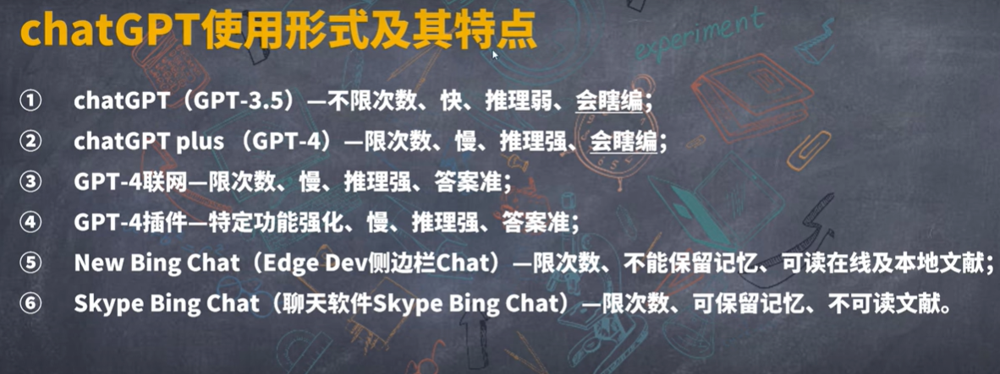 chatGPT使用形式及其特点
experiment
① chatGPT（GPT-3.5）—不限次数、快、推理弱、会瞎编；
② chatGPT plus （GPT-4）—限次数、慢、推理强、会瞎编；
③ GPT-4联网—限次数、慢、推理强、答案准；
④ GPT-4插件—特定功能强化、慢、推理强、答案准；
⑤ New Bing Chat（Edge Dev侧边栏Chat）—限次数、不能保留记忆、可读在线及本地文献；
⑥ Skype Bing Chat（聊天软件Skype Bing Chat）—限次数、可保留记忆、不可读文献。